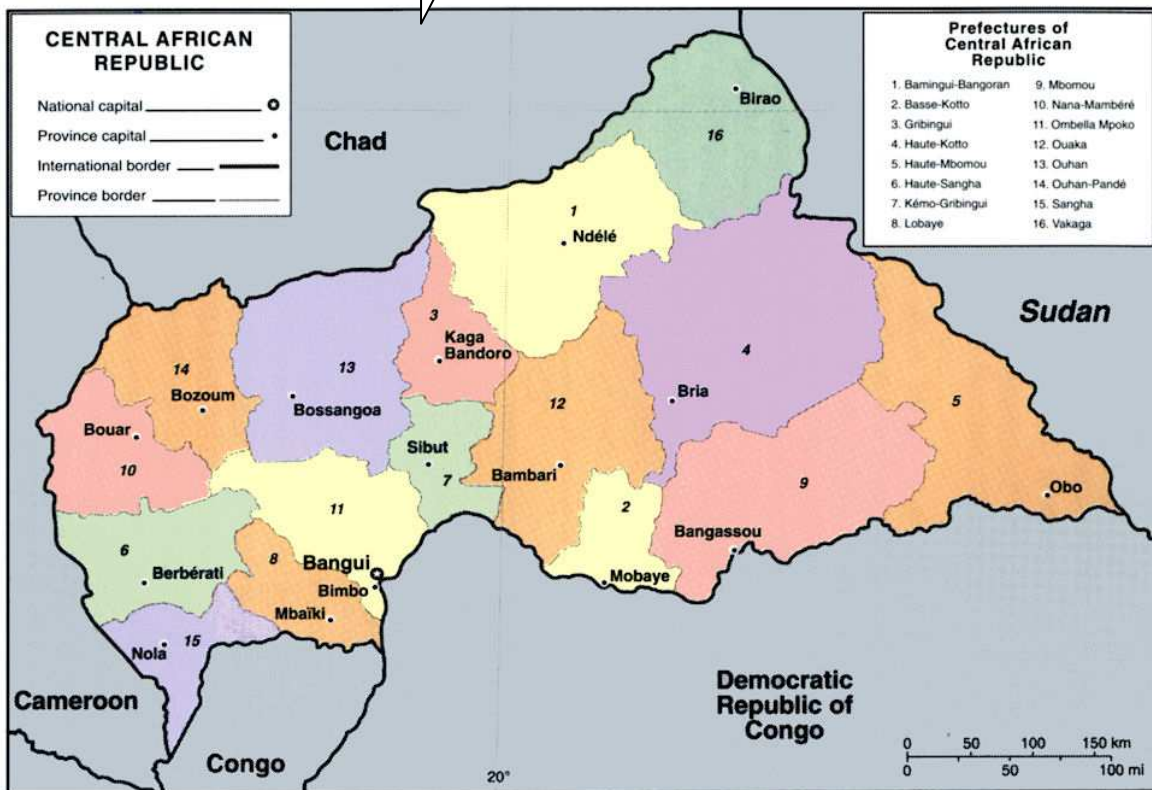 CENTRAL AFRICAN
REPUBLIC
National capital
Province capital
International border
Province border
Prefectures of
Central African
Republic
1. Bamingui-Bangoran
2. Basse-Kotto
3. Gribingui
4. Haute-Kotto
5. Haute-Mbomou
6. Haute-Sangha
7. Kémo-Gribingui
8. Lobaye
9. Mbomou
10. Nana-Mambéré
11. Ombella Mpoko
12. Ouaka
13. Ouhan
14. Ouhan-Pandé
15. Sangha
16. Vakaga
Chad
Birao
16
1
Ndélé
Sudan
3
Kaga
Bandoro
14
13
4
Bozoum
Bossangoa
12
Bria
5
Bouar
10
Sibut
7
Bambari
9
Obo
11
2
6
8
Bangui
Bangassou
Berbérati
Bimbo
Mobaye
Mbaïki
15
Nola
Cameroon
Democratic
Republic of
Congo
Congo
20°
0 50 100 150 km
0 50 100 mi